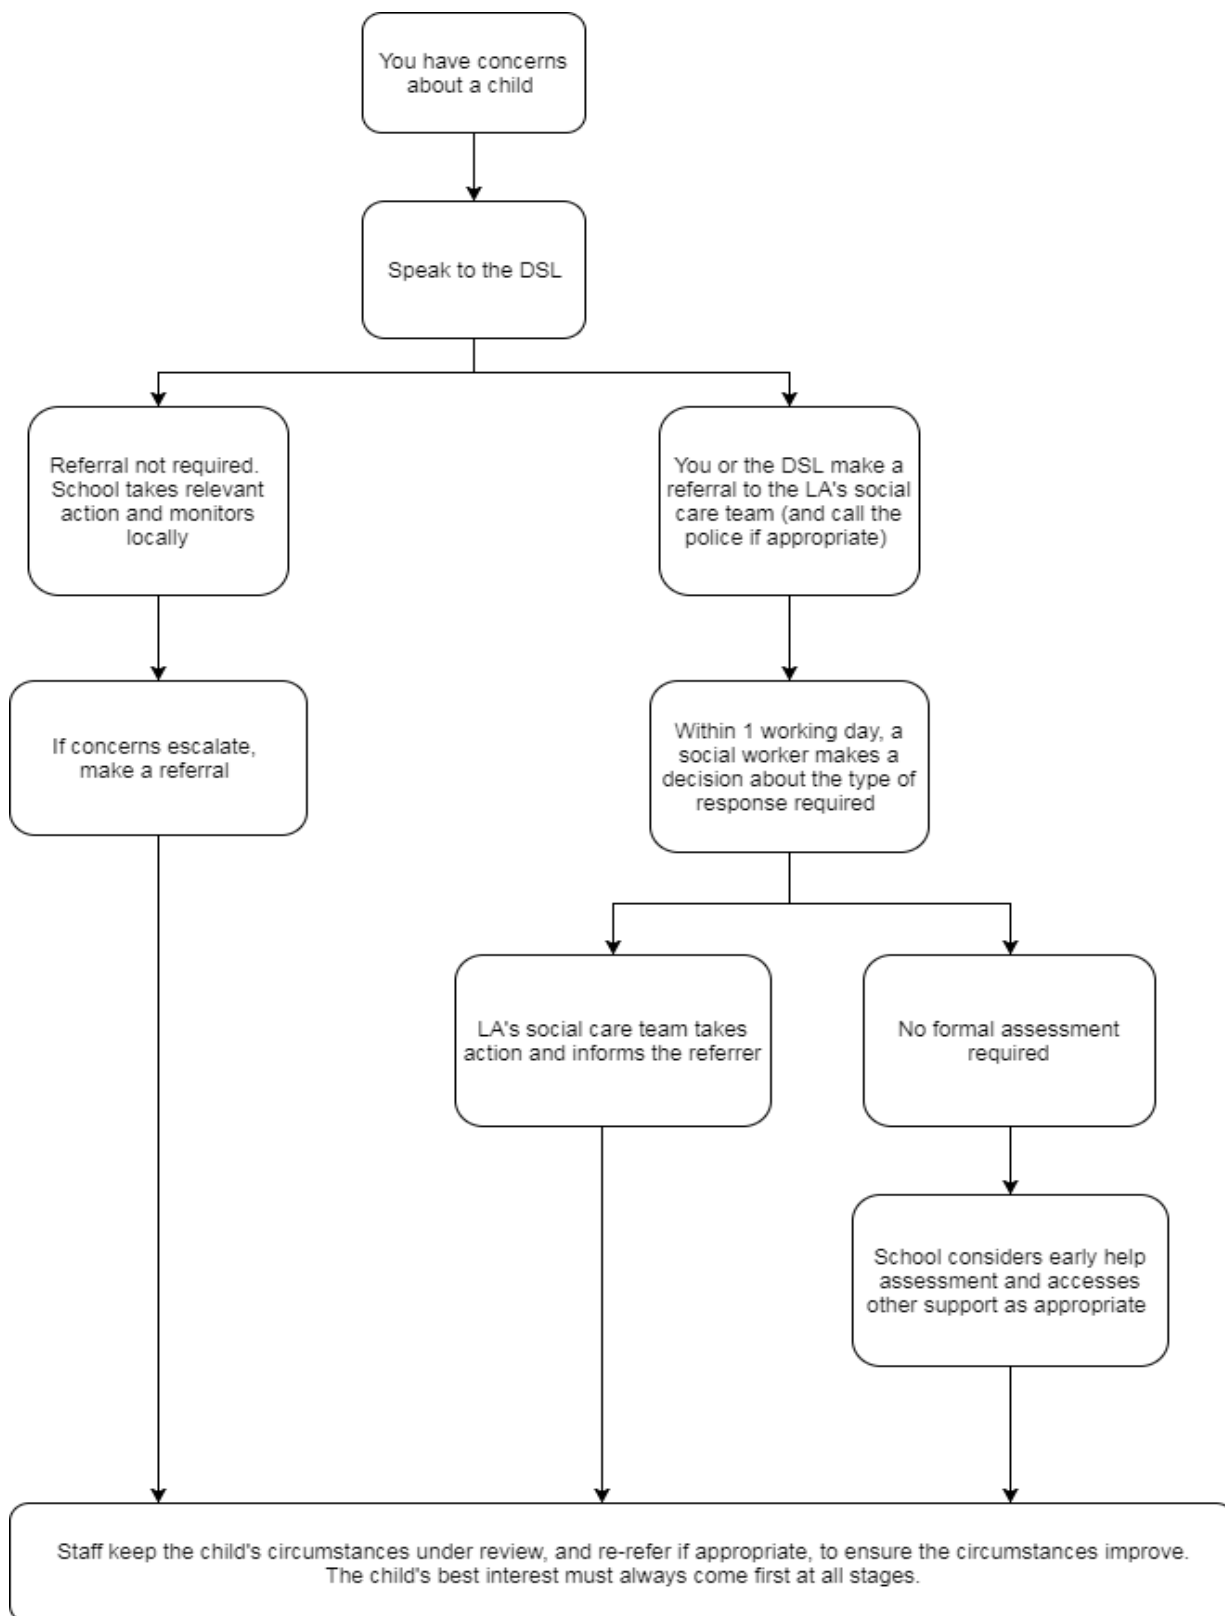 You have concerns
about a child
Speak to the DSL
Referral not required.
School takes relevant
action and monitors
locally
You or the DSL make a
referral to the LA's social
care team (and call the
police if appropriate)
If concerns escalate,
make a referral
Within 1 working day, a
social worker makes a
decision about the type of
response required
LA's social care team takes
action and informs the referrer
No formal assessment
required
School considers early help
assessment and accesses
other support as appropriate
Staff keep the child's circumstances under review, and re-refer if appropriate, to ensure the circumstances improve.
The child's best interest must always come first at all stages.